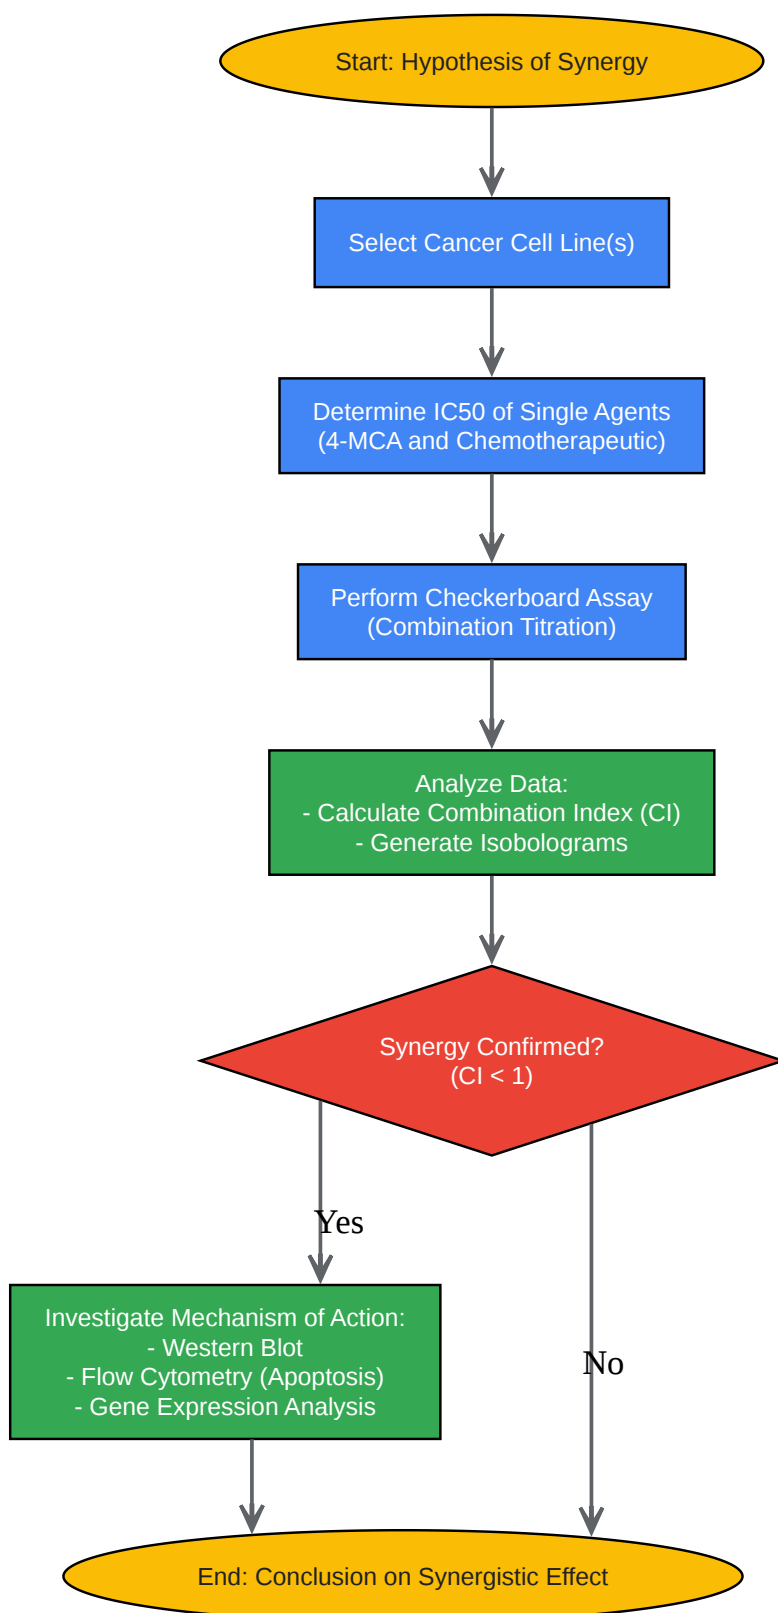 Start: Hypothesis of Synergy
Select Cancer Cell Line(s)
Determine IC50 of Single Agents
(4-MCA and Chemotherapeutic)
Perform Checkerboard Assay
(Combination Titration)
Analyze Data:
- Calculate Combination Index (CI)
- Generate Isobolograms
Synergy Confirmed?
(CI < 1)
Yes
Investigate Mechanism of Action:
- Western Blot
- Flow Cytometry (Apoptosis)
- Gene Expression Analysis
No
End: Conclusion on Synergistic Effect